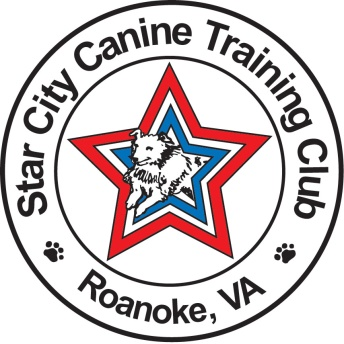 Star City Canine Training Club
Roanoke, VA